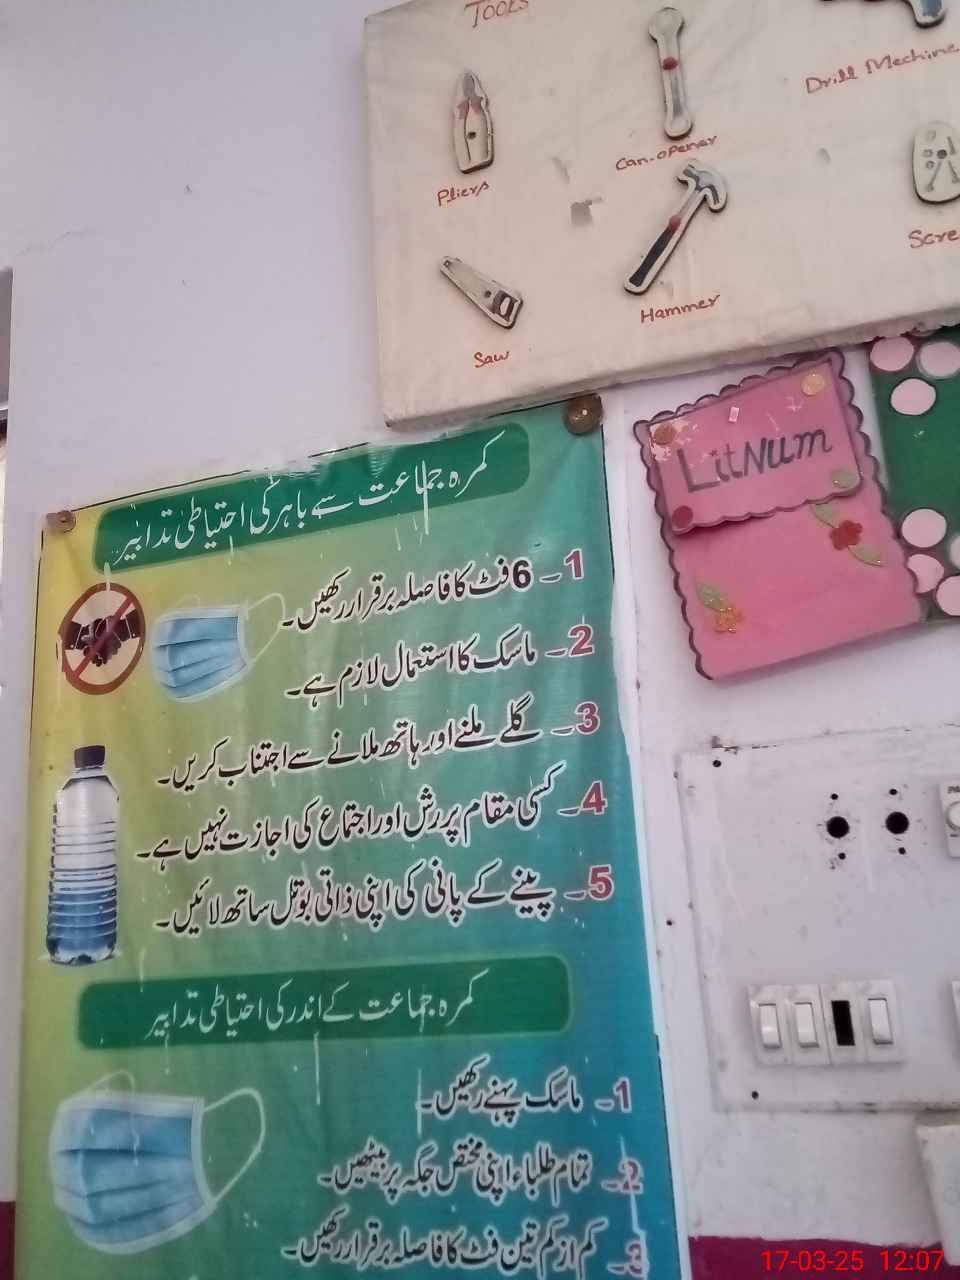 TOOLS
Drill Mechine
Pliers
Can-opener
Scre
Saw
Hammer
LitNum
کمرہ جماعت سے باہر کی احتیاطی تدابیر
1۔ 6 فٹ کا فاصلہ برقرار رکھیں۔
2۔ ماسک کا استعمال لازم ہے۔
3۔ گلے ملنے اور ہاتھ ملانے سے اجتناب کریں۔
4۔ کسی مقام پر رش اور اجتماع کی اجازت نہیں ہے۔
5۔ پینے کے پانی کی اپنی ذاتی بوتل ساتھ لائیں۔
کمرہ جماعت کے اندر کی احتیاطی تدابیر
1۔ ماسک پہنے رکھیں۔
2۔ تمام طلباء اپنی مختص جگہ پر بیٹھیں۔
3۔ کم از کم تین فٹ کا فاصلہ برقرار رکھیں۔
17-03-25 12:07